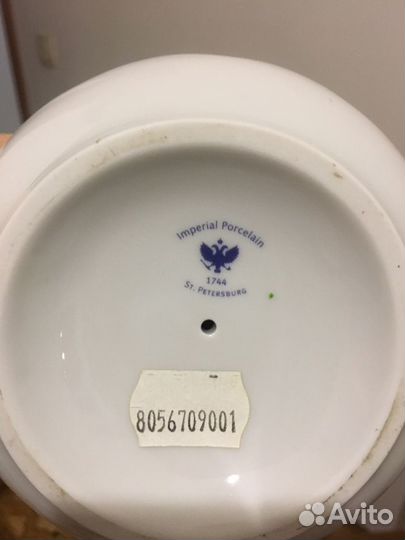 Imperial Porcelain
1744
St. Petersburg
8056709001
Avito